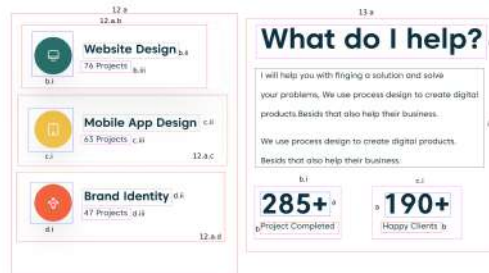 12 a
12.a.b
Website Design b.ii
76 Projects b.iii
b.i
Mobile App Design c.ii
63 Projects c.iii
c.i
12.a.c
Brand Identity d.ii
47 Projects d.iii
d.i
12.a.d
13 a
What do I help?
I will help you with finging a solution and solve
your problems, We use process design to create digital
products.Besids that also help their business.
We use process design to create digital products.
Besids that also help their business.
b.i
285+ a
b Project Completed
c.i
a 190+
Happy Clients b